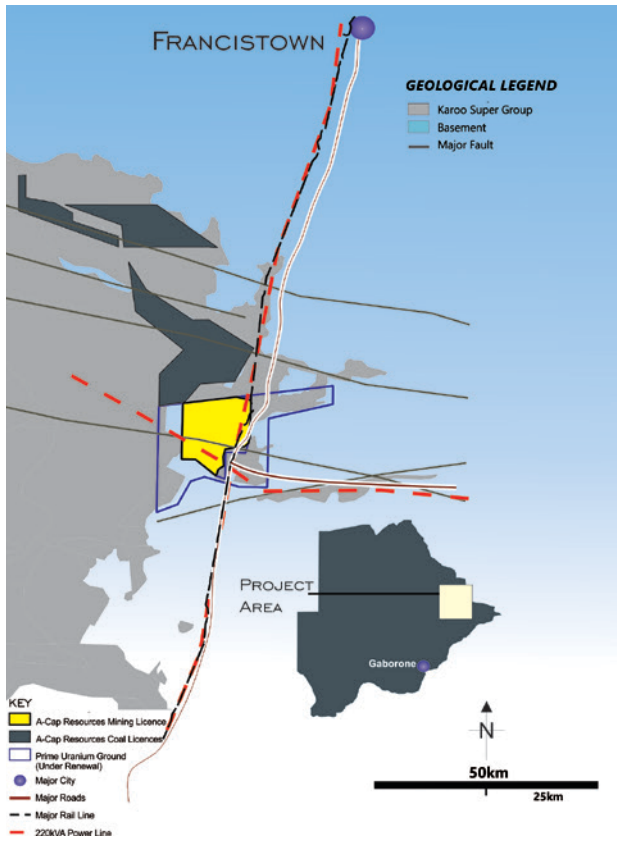 FRANCISTOWN
GEOLOGICAL LEGEND
Karoo Super Group
Basement
Major Fault
PROJECT
AREA
Gaborone
KEY
A-Cap Resources Mining Licence
A-Cap Resources Coal Licences
Prime Uranium Ground
(Under Renewal)
Major City
Major Roads
Major Rail Line
220kVA Power Line
N
50km
25km